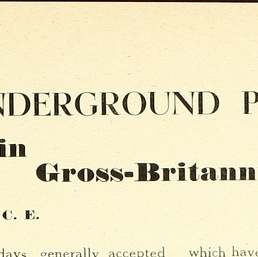 NDERGROUND P
in
Gross-Britann
C. E.
days generally accepted which have